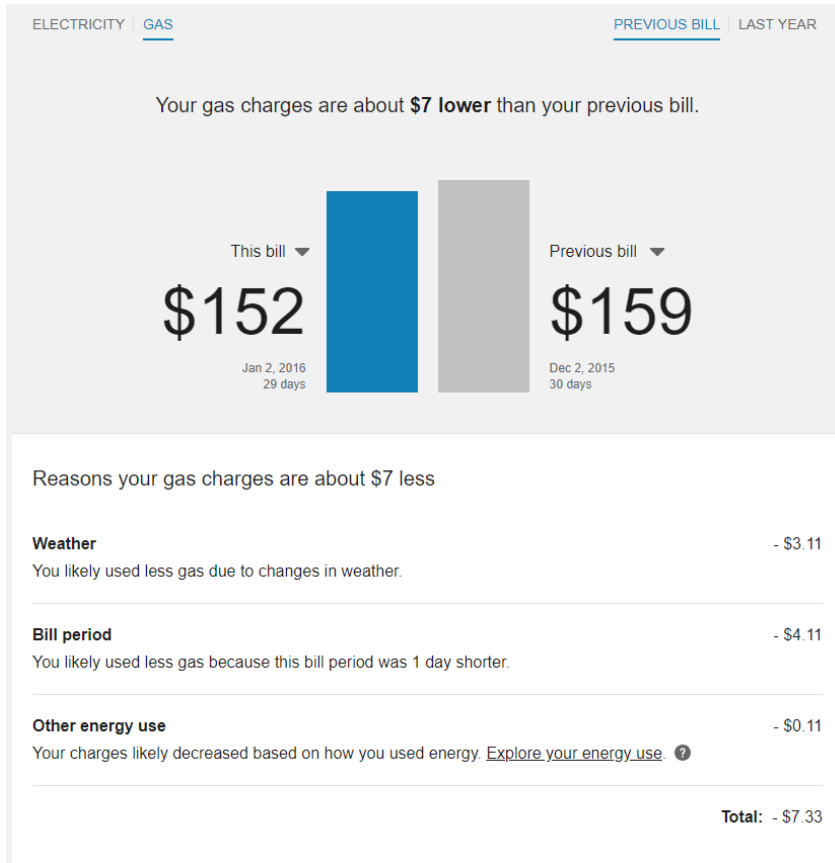 ELECTRICITY GAS PREVIOUS BILL LAST YEAR
Your gas charges are about $7 lower than your previous bill.
This bill
$152
Jan 2, 2016
29 days
Previous bill
$159
Dec 2, 2015
30 days
Reasons your gas charges are about $7 less
Weather - $3.11
You likely used less gas due to changes in weather.
Bill period - $4.11
You likely used less gas because this bill period was 1 day shorter.
Other energy use - $0.11
Your charges likely decreased based on how you used energy. Explore your energy use. ?
Total: - $7.33